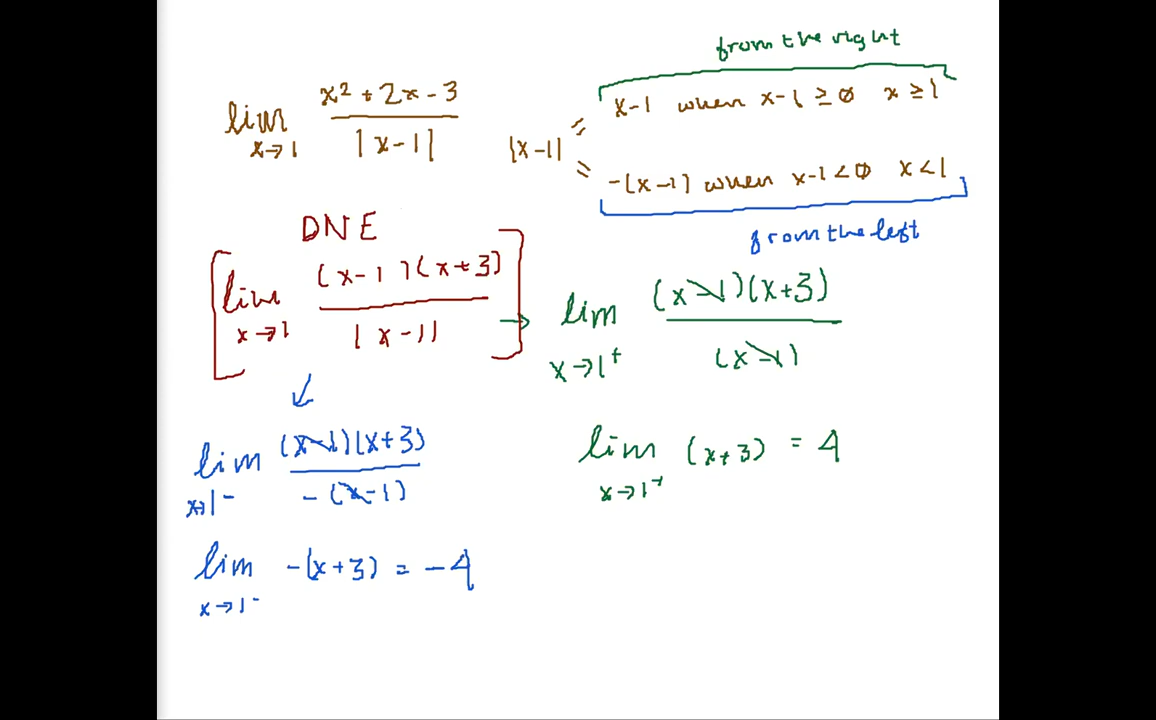 from the right
lim x→1 (x² + 2x - 3) / |x-1|
|x-1| = x-1 when x-1 ≥ 0 x ≥ 1
= -(x-1) when x-1 < 0 x < 1
from the left
DNE
[lim x→1 (x-1)(x+3) / |x-1|] → lim x→1⁺ (x-1)(x+3) / (x-1)
↙
lim x→1⁻ (x-1)(x+3) / -(x-1)
lim x→1⁺ (x+3) = 4
lim x→1⁻ -(x+3) = -4